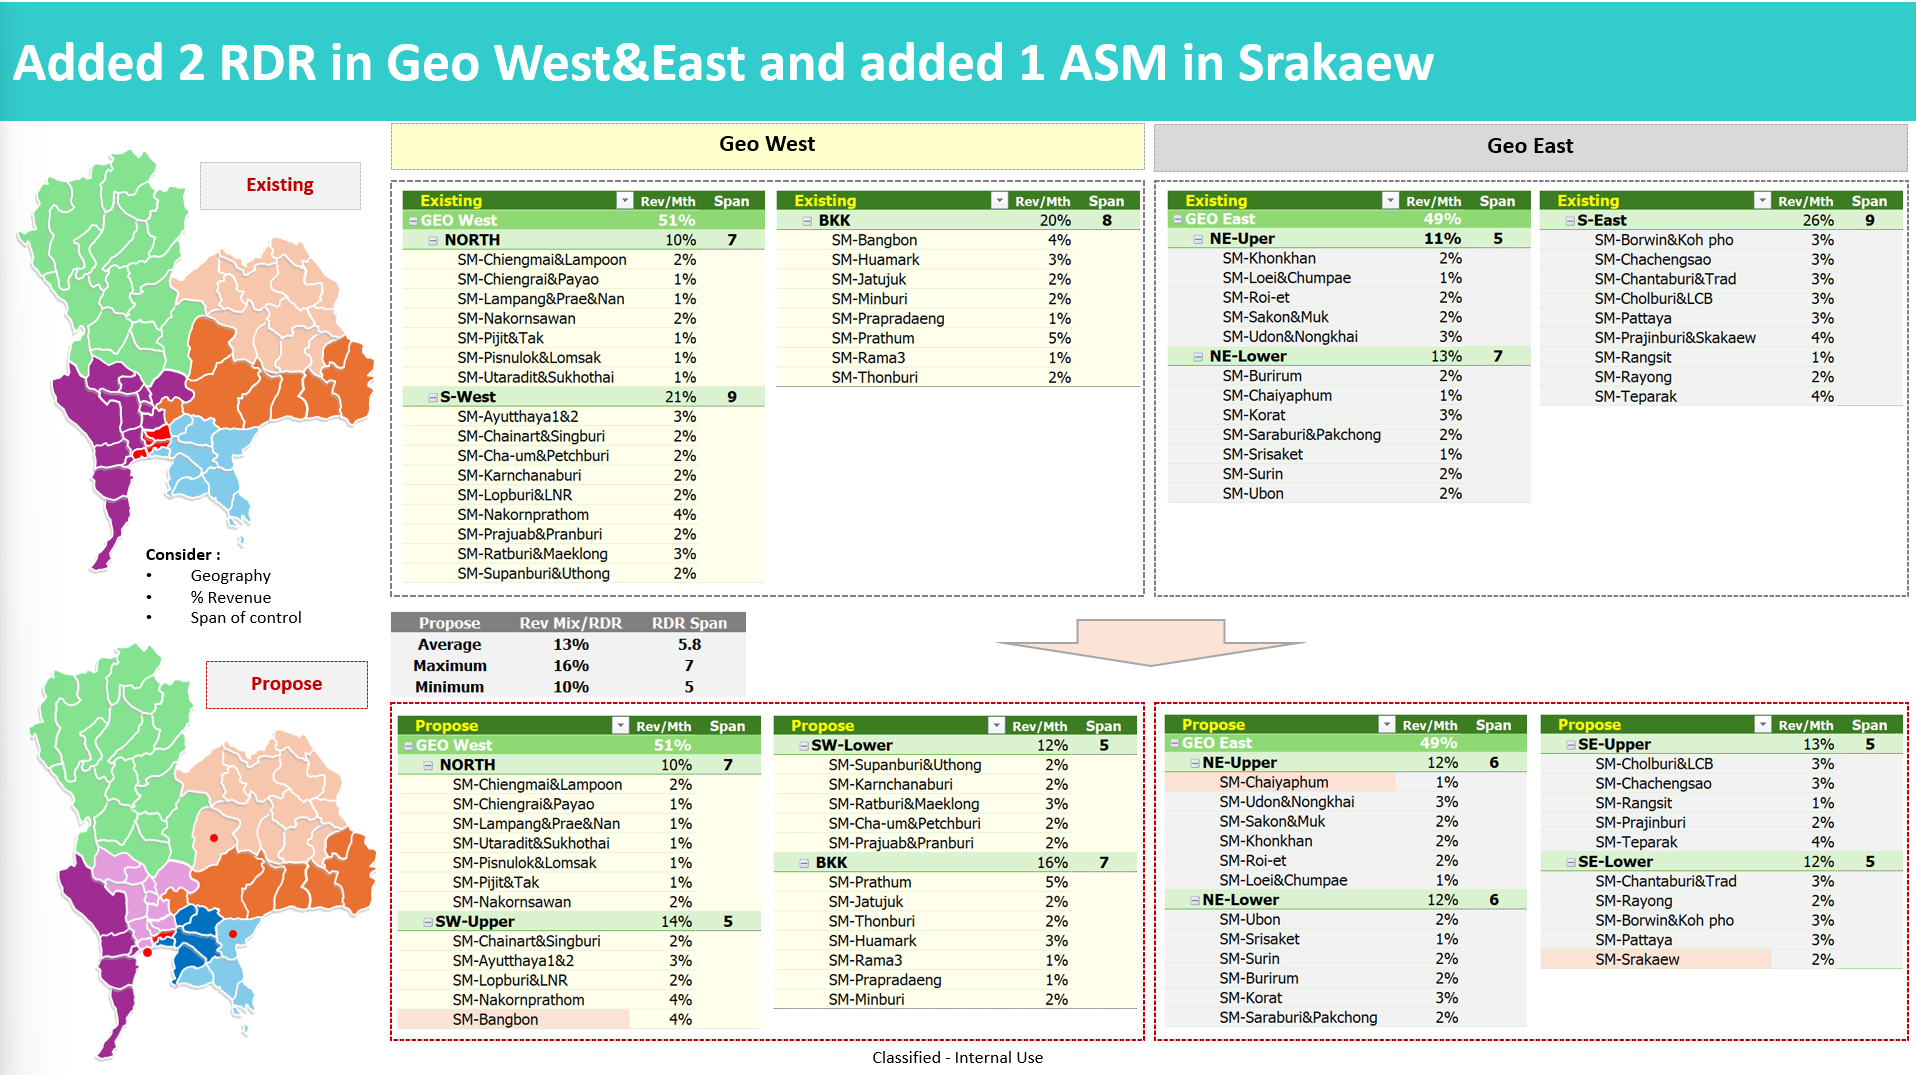 Added 2 RDR in Geo West&East and added 1 ASM in Srakaew
Existing
Consider :
• Geography
• % Revenue
• Span of control
Propose
Geo West
Existing Rev/Mth Span
GEO West 51%
NORTH 10% 7
SM-Chiengmai&Lampoon 2%
SM-Chiengrai&Payao 1%
SM-Lampang&Prae&Nan 1%
SM-Nakornsawan 2%
SM-Pijit&Tak 1%
SM-Pisnulok&Lomsak 1%
SM-Utaradit&Sukhothai 1%
S-West 21% 9
SM-Ayutthaya1&2 3%
SM-Chainart&Singburi 2%
SM-Cha-um&Petchburi 2%
SM-Karnchanaburi 2%
SM-Lopburi&LNR 2%
SM-Nakornprathom 4%
SM-Prajuab&Pranburi 2%
SM-Ratburi&Maeklong 3%
SM-Supanburi&Uthong 2%
Existing Rev/Mth Span
BKK 20% 8
SM-Bangbon 4%
SM-Huamark 3%
SM-Jatujuk 2%
SM-Minburi 2%
SM-Prapradaeng 1%
SM-Prathum 5%
SM-Rama3 1%
SM-Thonburi 2%
Geo East
Existing Rev/Mth Span
GEO East 49%
NE-Uper 11% 5
SM-Khonkhan 2%
SM-Loei&Chumpae 1%
SM-Roi-et 2%
SM-Sakon&Muk 2%
SM-Udon&Nongkhai 3%
NE-Lower 13% 7
SM-Burirum 2%
SM-Chaiyaphum 1%
SM-Korat 3%
SM-Saraburi&Pakchong 2%
SM-Srisaket 1%
SM-Surin 2%
SM-Ubon 2%
Existing Rev/Mth Span
S-East 26% 9
SM-Borwin&Koh pho 3%
SM-Chachengsao 3%
SM-Chantaburi&Trad 3%
SM-Cholburi&LCB 3%
SM-Pattaya 3%
SM-Prajinburi&Skakaew 4%
SM-Rangsit 1%
SM-Rayong 2%
SM-Teparak 4%
Propose Rev Mix/RDR RDR Span
Average 13% 5.8
Maximum 16% 7
Minimum 10% 5
Propose Rev/Mth Span
GEO West 51%
NORTH 10% 7
SM-Chiengmai&Lampoon 2%
SM-Chiengrai&Payao 1%
SM-Lampang&Prae&Nan 1%
SM-Utaradit&Sukhothai 1%
SM-Pisnulok&Lomsak 1%
SM-Pijit&Tak 1%
SM-Nakornsawan 2%
SW-Upper 14% 5
SM-Chainart&Singburi 2%
SM-Ayutthaya1&2 3%
SM-Lopburi&LNR 2%
SM-Nakornprathom 4%
SM-Bangbon 4%
Propose Rev/Mth Span
SW-Lower 12% 5
SM-Supanburi&Uthong 2%
SM-Karnchanaburi 2%
SM-Ratburi&Maeklong 3%
SM-Cha-um&Petchburi 2%
SM-Prajuab&Pranburi 2%
BKK 16% 7
SM-Prathum 5%
SM-Jatujuk 2%
SM-Thonburi 2%
SM-Huamark 3%
SM-Rama3 1%
SM-Prapradaeng 1%
SM-Minburi 2%
Propose Rev/Mth Span
GEO East 49%
NE-Upper 12% 6
SM-Chaiyaphum 1%
SM-Udon&Nongkhai 3%
SM-Sakon&Muk 2%
SM-Khonkhan 2%
SM-Roi-et 2%
SM-Loei&Chumpae 1%
NE-Lower 12% 6
SM-Ubon 2%
SM-Srisaket 1%
SM-Surin 2%
SM-Burirum 2%
SM-Korat 3%
SM-Saraburi&Pakchong 2%
Propose Rev/Mth Span
SE-Upper 13% 5
SM-Cholburi&LCB 3%
SM-Chachengsao 3%
SM-Rangsit 1%
SM-Prajinburi 2%
SM-Teparak 4%
SE-Lower 12% 5
SM-Chantaburi&Trad 3%
SM-Rayong 2%
SM-Borwin&Koh pho 3%
SM-Pattaya 3%
SM-Srakaew 2%
Classified - Internal Use